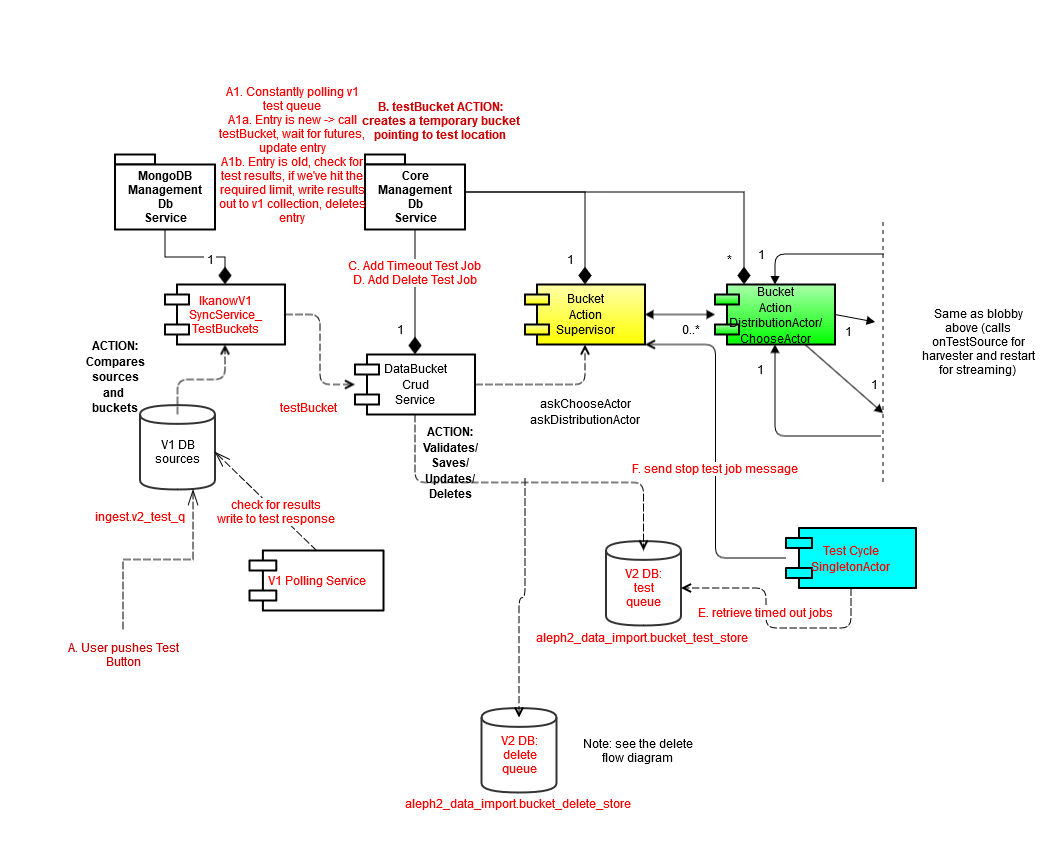 A1. Constantly polling v1
test queue
A1a. Entry is new -> call
testBucket, wait for futures,
update entry
A1b. Entry is old, check for
test results, if we've hit the
required limit, write results
out to v1 collection, deletes
entry
B. testBucket ACTION:
creates a temporary bucket
pointing to test location
MongoDB
Management
Db
Service
Core
Management
Db
Service
1
C. Add Timeout Test Job
D. Add Delete Test Job
1
*
1
IkanowV1
SyncService_
TestBuckets
Bucket
Action
Supervisor
0..*
Bucket
Action
DistributionActor/
ChooseActor
1
Same as blobby
above (calls
onTestSource for
harvester and restart
for streaming)
1
1
1
ACTION:
Compares
sources
and
buckets
DataBucket
Crud
Service
testBucket
askChooseActor
askDistributionActor
ACTION:
Validates/
Saves/
Updates/
Deletes
V1 DB
sources
F. send stop test job message
ingest.v2_test_q
check for results
write to test response
V1 Polling Service
Test Cycle
SingletonActor
V2 DB:
test
queue
E. retrieve timed out jobs
aleph2_data_import.bucket_test_store
A. User pushes Test
Button
V2 DB:
delete
queue
Note: see the delete
flow diagram
aleph2_data_import.bucket_delete_store